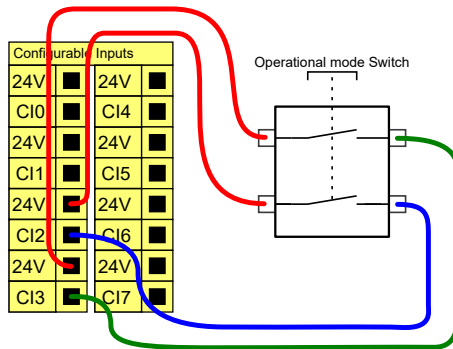 Configurable Inputs
Operational mode Switch
24V 24V
CI0 CI4
24V 24V
CI1 CI5
24V 24V
CI2 CI6
24V 24V
CI3 CI7